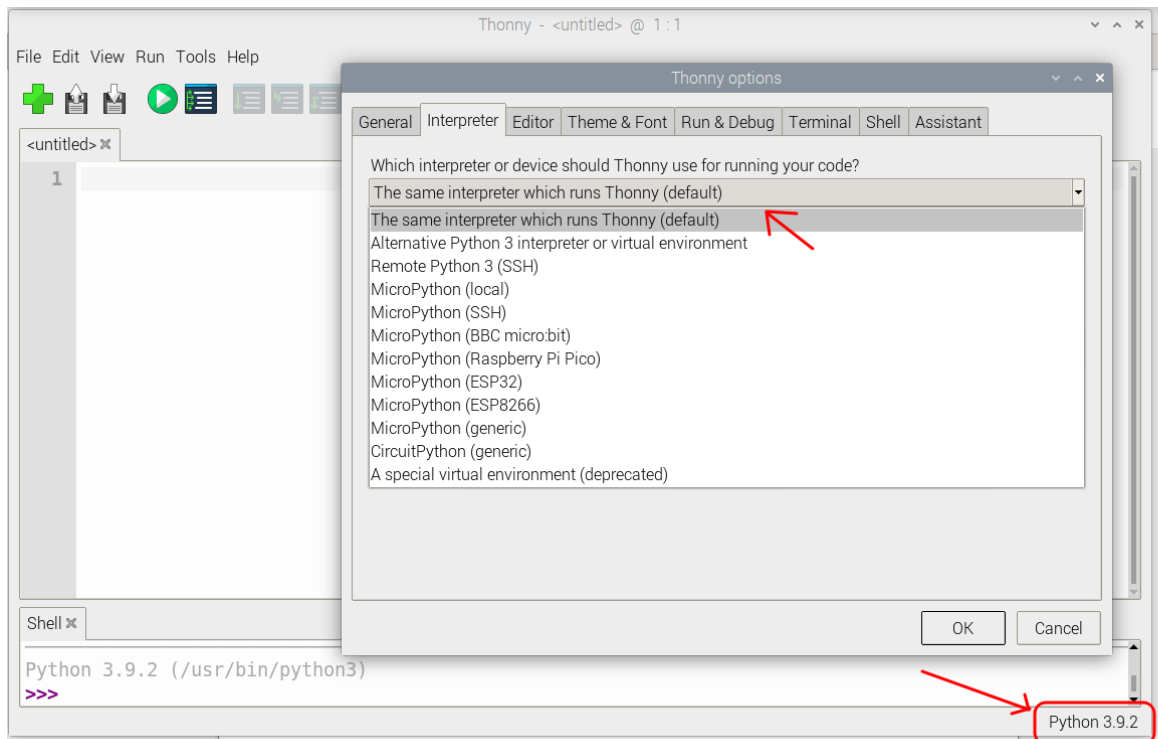 Thonny - <untitled> @ 1 : 1
File Edit View Run Tools Help
Thonny options
General Interpreter Editor Theme & Font Run & Debug Terminal Shell Assistant
<untitled>
Which interpreter or device should Thonny use for running your code?
1
The same interpreter which runs Thonny (default)
The same interpreter which runs Thonny (default)
Alternative Python 3 interpreter or virtual environment
Remote Python 3 (SSH)
MicroPython (local)
MicroPython (SSH)
MicroPython (BBC micro:bit)
MicroPython (Raspberry Pi Pico)
MicroPython (ESP32)
MicroPython (ESP8266)
MicroPython (generic)
CircuitPython (generic)
A special virtual environment (deprecated)
OK Cancel
Shell
Python 3.9.2 (/usr/bin/python3)
>>>
Python 3.9.2